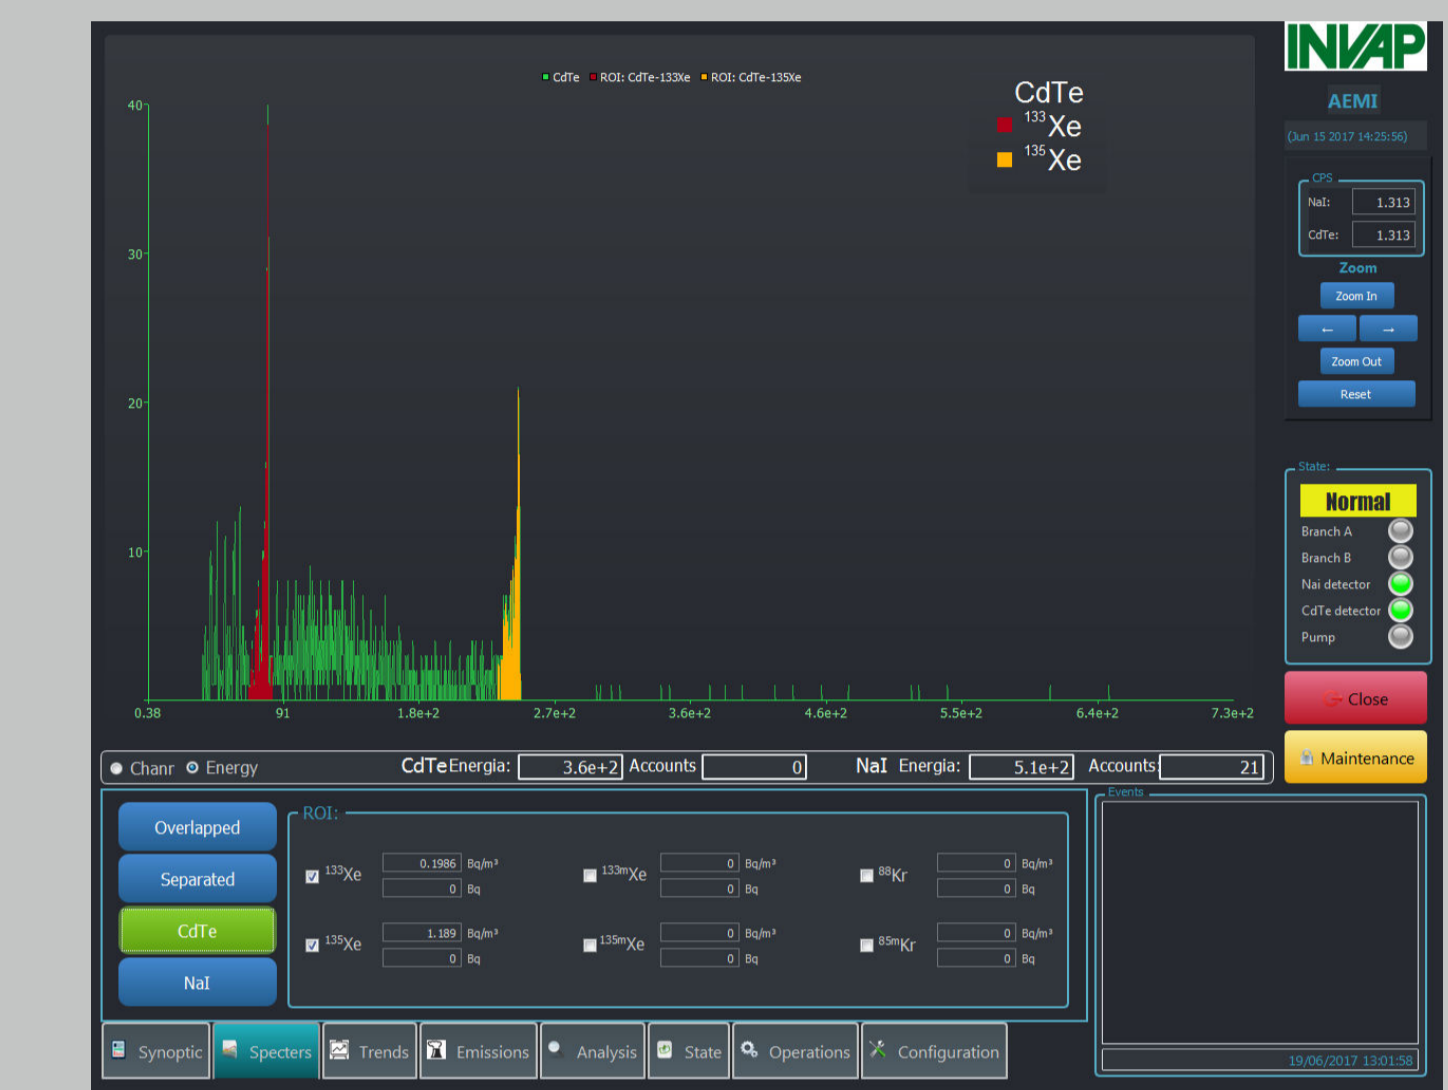 INVAP
AEMI
(Jun 15 2017 14:25:56)
CdTe ROI: CdTe-133Xe ROI: CdTe-135Xe
CdTe
133Xe
135Xe
40
30
20
10
0.38 91 1.8e+2 2.7e+2 3.6e+2 4.6e+2 5.5e+2 6.4e+2 7.3e+2
CPS
NaI: 1.313
CdTe: 1.313
Zoom
Zoom In
← →
Zoom Out
Reset
State:
Normal
Branch A
Branch B
Nai detector
CdTe detector
Pump
Close
Maintenance
Chanr Energy CdTe Energia: 3.6e+2 Accounts 0 NaI Energia: 5.1e+2 Accounts: 21
Overlapped
Separated
CdTe
NaI
ROI:
133Xe 0.1986 Bq/m³ 133mXe 0 Bq/m³ 88Kr 0 Bq/m³
0 Bq 0 Bq 0 Bq
135Xe 1.189 Bq/m³ 135mXe 0 Bq/m³ 85mKr 0 Bq/m³
0 Bq 0 Bq 0 Bq
Events
19/06/2017 13:01:58
Synoptic Specters Trends Emissions Analysis State Operations Configuration